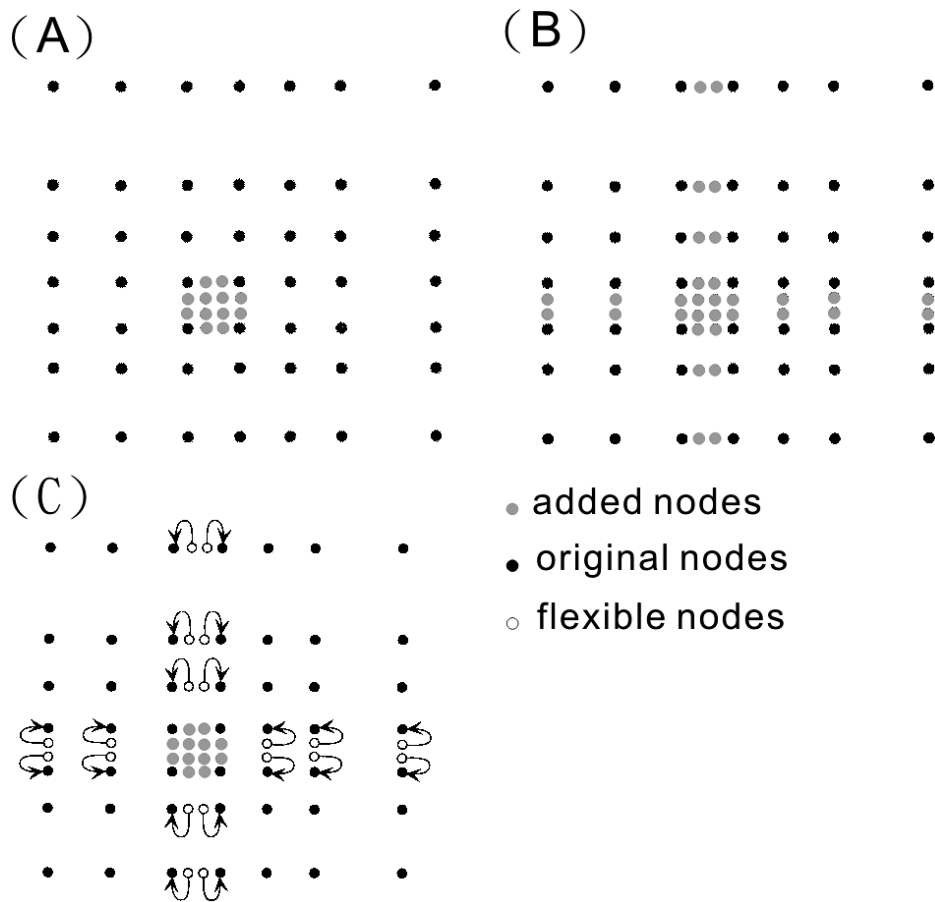 (A)
(B)
(C)
added nodes
original nodes
flexible nodes